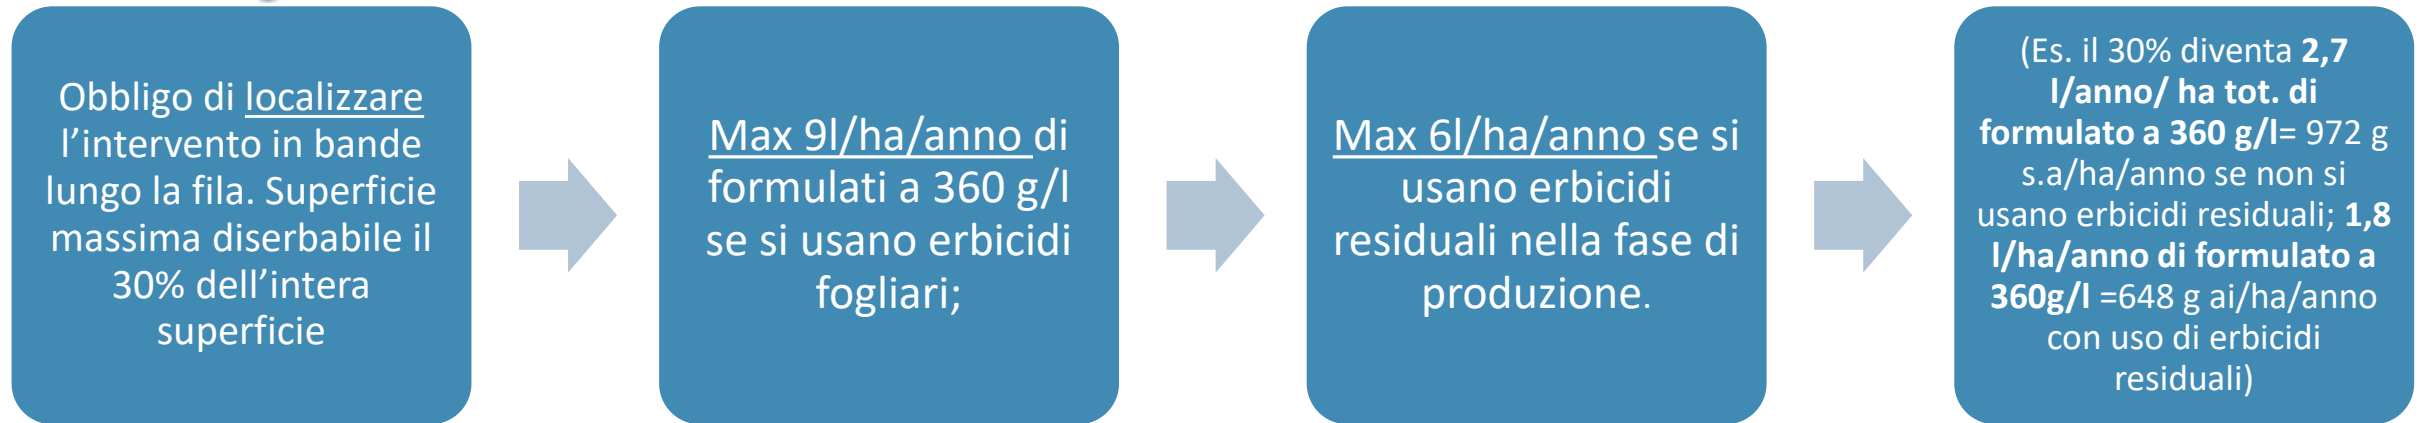 Obbligo di localizzare
l’intervento in bande
lungo la fila. Superficie
massima diserbabile il
30% dell’intera
superficie
Max 9l/ha/anno di
formulati a 360 g/l
se si usano erbicidi
fogliari;
Max 6l/ha/anno se si
usano erbicidi
residuali nella fase di
produzione.
(Es. il 30% diventa 2,7
l/anno/ ha tot. di
formulato a 360 g/l= 972 g
s.a/ha/anno se non si
usano erbicidi residuali; 1,8
l/ha/anno di formulato a
360g/l =648 g ai/ha/anno
con uso di erbicidi
residuali)